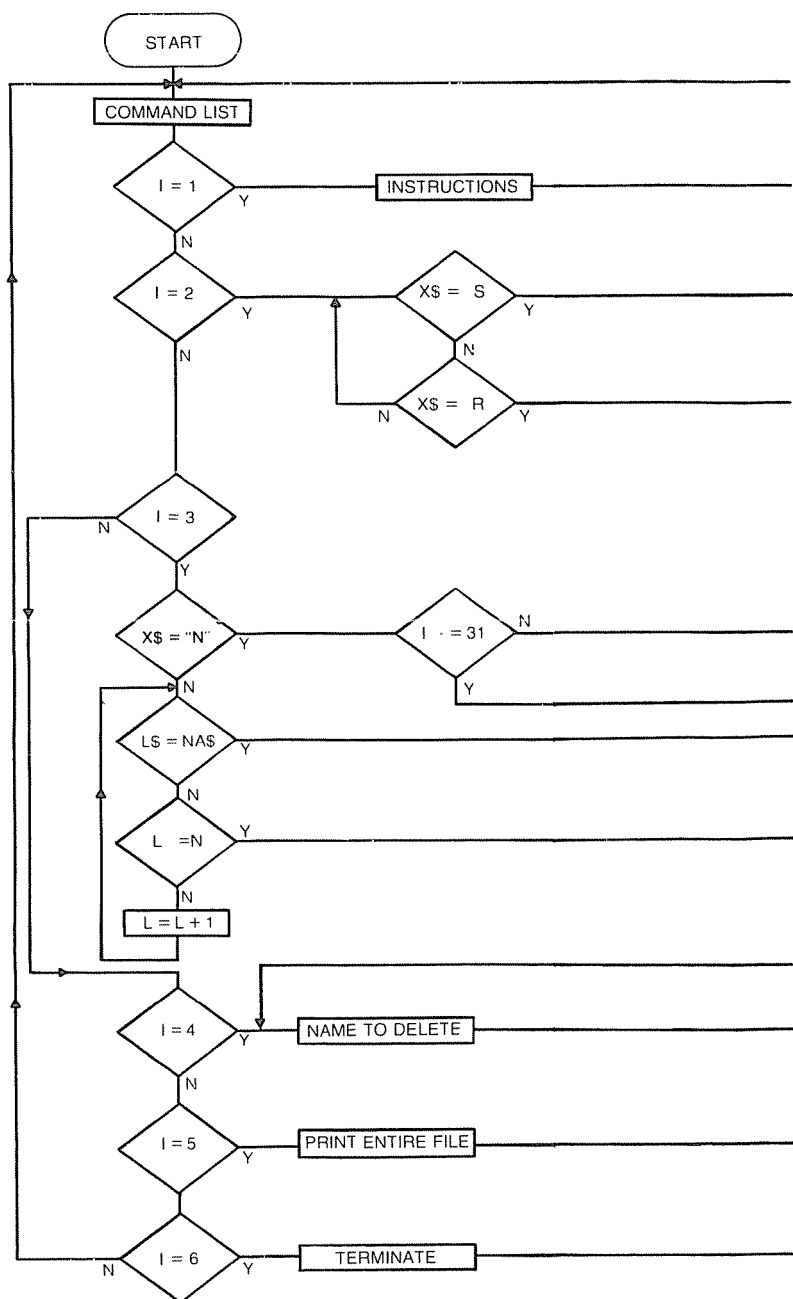 START
COMMAND LIST
I = 1
Y
INSTRUCTIONS
N
I = 2
Y
X$ = S
Y
N
N
X$ = R
N
Y
I = 3
N
Y
X$ = "N"
Y
I = 31
N
N
Y
L$ = NA$
Y
N
L =N
Y
N
L = L + 1
I = 4
Y
NAME TO DELETE
N
I = 5
Y
PRINT ENTIRE FILE
I = 6
N
Y
TERMINATE